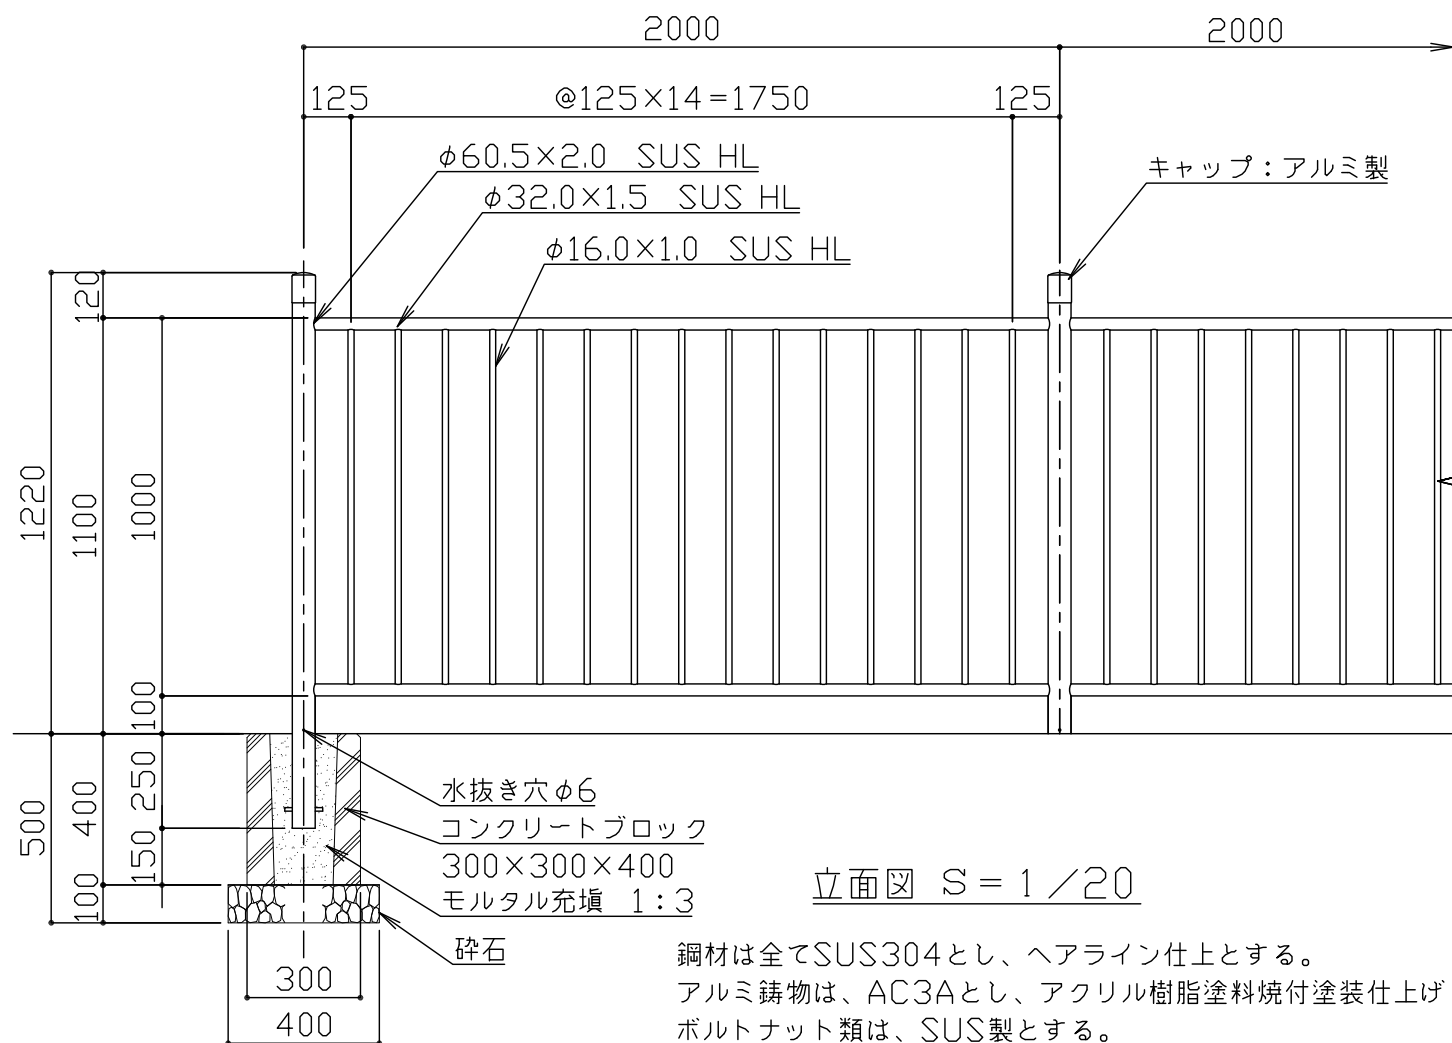 2000
2000
125
@125×14=1750
125
φ60.5×2.0 SUS HL
キャップ：アルミ製
φ32.0×1.5 SUS HL
φ16.0×1.0 SUS HL
120
1220
1100
1000
100
水抜き穴φ6
コンクリートブロック
300×300×400
モルタル充塡 1:3
砕石
500
400
250
150
100
300
400
立面図 S=1/20
鋼材は全てSUS304とし、ヘアライン仕上とする。
アルミ鋳物は、AC3Aとし、アクリル樹脂塗料焼付塗装仕上げ
ボルトナット類は、SUS製とする。